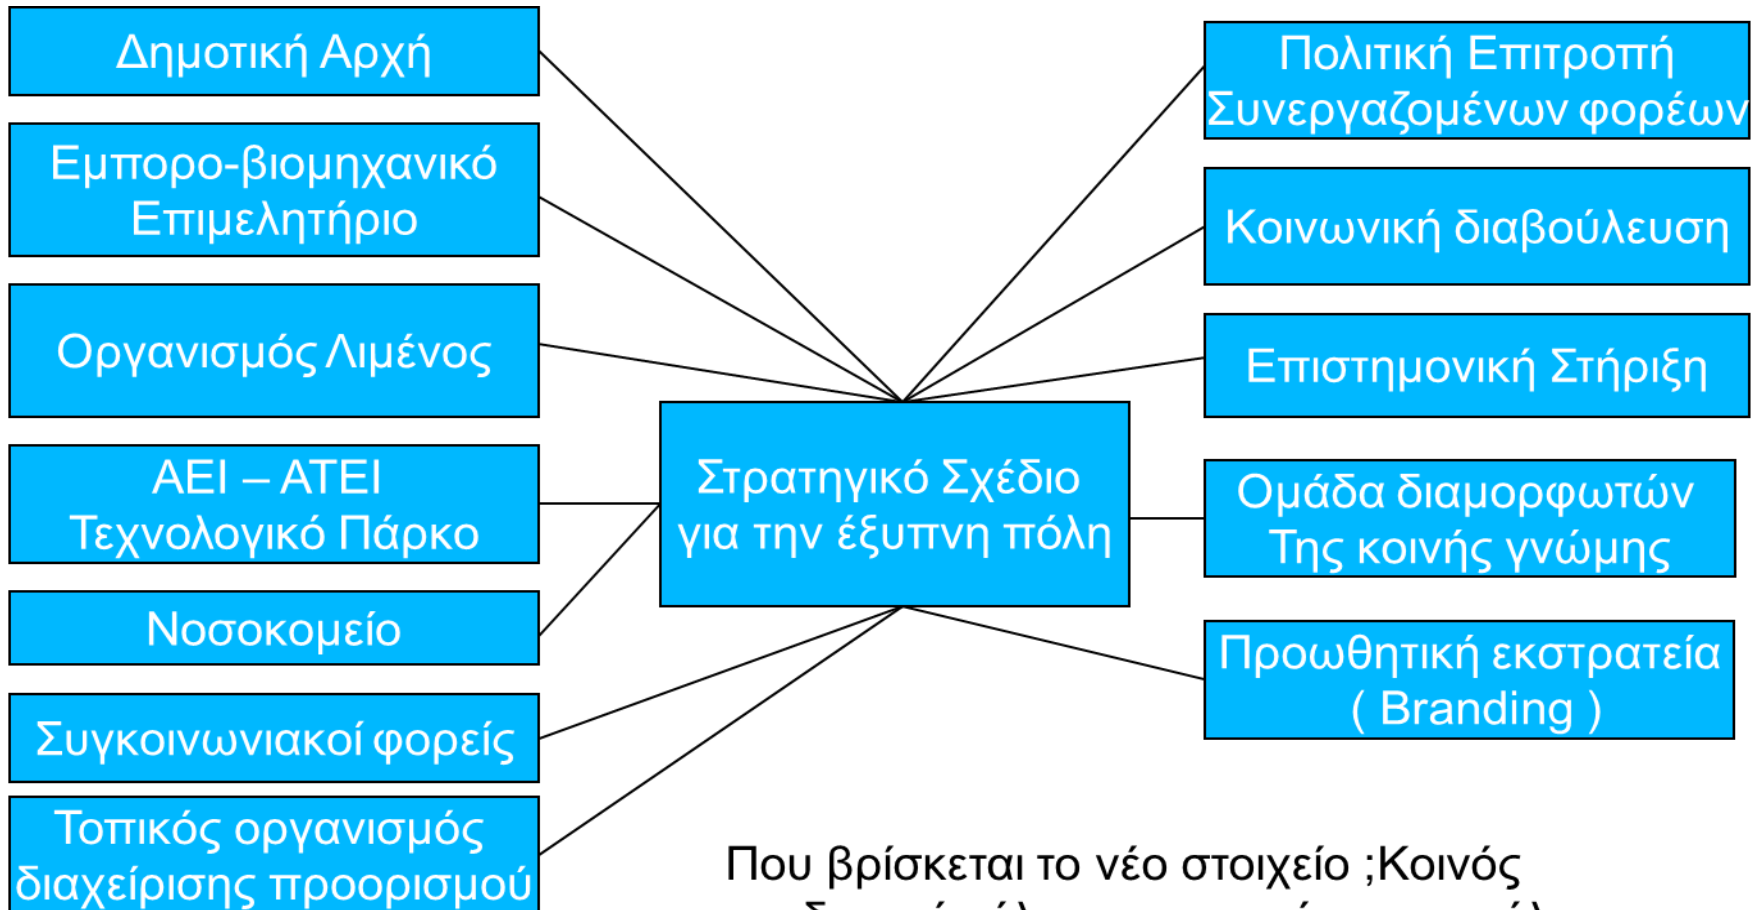 Δημοτική Αρχή
Εμπορο-βιομηχανικό
Επιμελητήριο
Οργανισμός Λιμένος
ΑΕΙ – ΑΤΕΙ
Τεχνολογικό Πάρκο
Νοσοκομείο
Συγκοινωνιακοί φορείς
Τοπικός οργανισμός
διαχείρισης προορισμού
Στρατηγικό Σχέδιο
για την έξυπνη πόλη
Πολιτική Επιτροπή
Συνεργαζομένων φορέων
Κοινωνική διαβούλευση
Επιστημονική Στήριξη
Ομάδα διαμορφωτών
Της κοινής γνώμης
Προωθητική εκστρατεία
( Branding )
Που βρίσκεται το νέο στοιχείο ;Κοινός